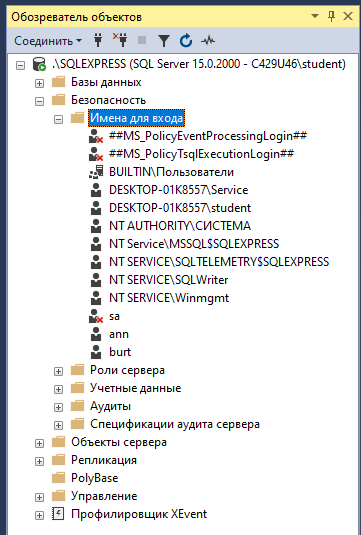 Обозреватель объектов
Соединить
.\SQLEXPRESS (SQL Server 15.0.2000 - C429U46\student)
Базы данных
Безопасность
Имена для входа
##MS_PolicyEventProcessingLogin##
##MS_PolicyTsqlExecutionLogin##
BUILTIN\Пользователи
DESKTOP-01K8557\Service
DESKTOP-01K8557\student
NT AUTHORITY\СИСТЕМА
NT Service\MSSQL$SQLEXPRESS
NT SERVICE\SQLTELEMETRY$SQLEXPRESS
NT SERVICE\SQLWriter
NT SERVICE\Winmgmt
sa
ann
burt
Роли сервера
Учетные данные
Аудиты
Спецификации аудита сервера
Объекты сервера
Репликация
PolyBase
Управление
Профилировщик XEvent